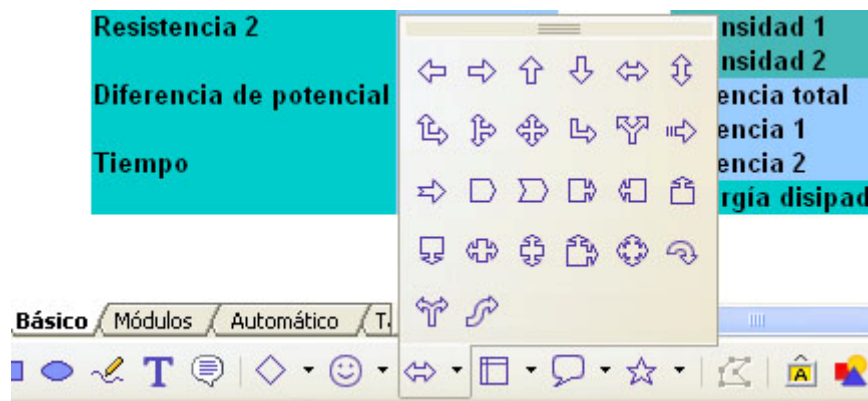 Resistencia 2
Diferencia de potencial
Tiempo
nsidad 1
nsidad 2
encia total
encia 1
encia 2
rgía disipad
Básico / Módulos / Automático / T
T
A